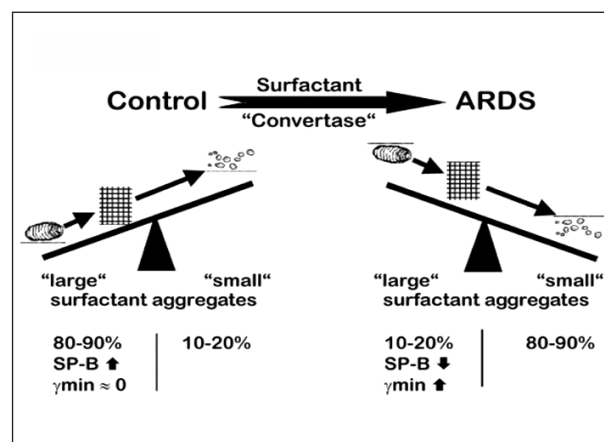 Control Surfactant ARDS
“Convertase“
“large“ “small“ “large“ “small“
surfactant aggregates surfactant aggregates
80-90% 10-20% 10-20% 80-90%
SP-B ⬆ SP-B ⬇
γmin ≈ 0 γmin ⬆